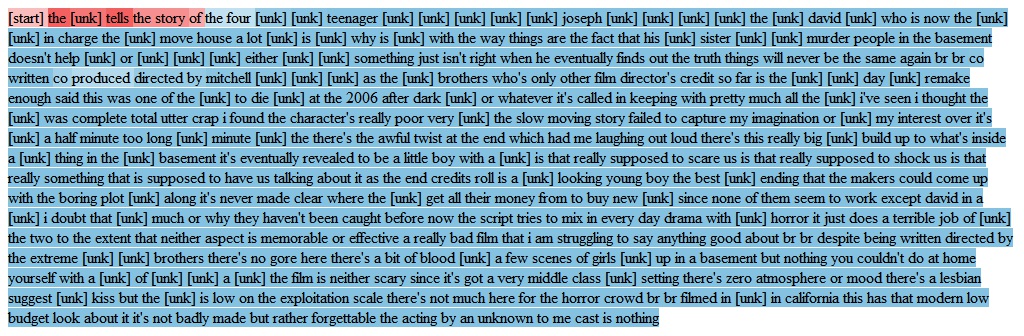 [start] the [unk] tells the story of the four [unk] [unk] teenager [unk] [unk] [unk] [unk] [unk] joseph [unk] [unk] the [unk] david [unk] who is now the [unk]
[unk] in charge the [unk] move house a lot [unk] is [unk] why is [unk] with the way things are the fact that his [unk] sister [unk] [unk] murder people in the basement
doesn't help [unk] or [unk] [unk] [unk] either [unk] [unk] something just isn't right when he eventually finds out the truth things will never be the same again br br co
written co produced directed by mitchell [unk] [unk] as the [unk] brothers who's only other film director's credit so far is the [unk] [unk] day [unk] remake
enough said this was one of the [unk] to die [unk] at the 2006 after dark [unk] or whatever it's called in keeping with pretty much all the [unk] i've seen i thought the
[unk] was complete total utter crap i found the character's really poor very [unk] the slow moving story failed to capture my imagination or [unk] my interest over it's
[unk] a half minute too long [unk] minute [unk] the there's the awful twist at the end which had me laughing out loud there's this really big [unk] build up to what's inside
a [unk] thing in the [unk] basement it's eventually revealed to be a little boy with a [unk] is that really supposed to scare us is that really supposed to shock us is that
really something that is supposed to have us talking about it as the end credits roll is a [unk] looking young boy the best [unk] ending that the makers could come up
with the boring plot [unk] along it's never made clear where the [unk] get all their money from to buy new [unk] since none of them seem to work except david in a
[unk] i doubt that [unk] much or why they haven't been caught before now the script tries to mix in every day drama with [unk] horror it just does a terrible job of [unk]
the two to the extent that neither aspect is memorable or effective a really bad film that i am struggling to say anything good about br br despite being written directed by
the extreme [unk] [unk] brothers there's no gore here there's a bit of blood [unk] a few scenes of girls [unk] up in a basement but nothing you couldn't do at home
yourself with a [unk] of [unk] [unk] a [unk] the film is neither scary since it's got a very middle class [unk] setting there's zero atmosphere or mood there's a lesbian
suggest [unk] kiss but the [unk] is low on the exploitation scale there's not much here for the horror crowd br br filmed in [unk] in california this has that modern low
budget look about it it's not badly made but rather forgettable the acting by an unknown to me cast is nothing